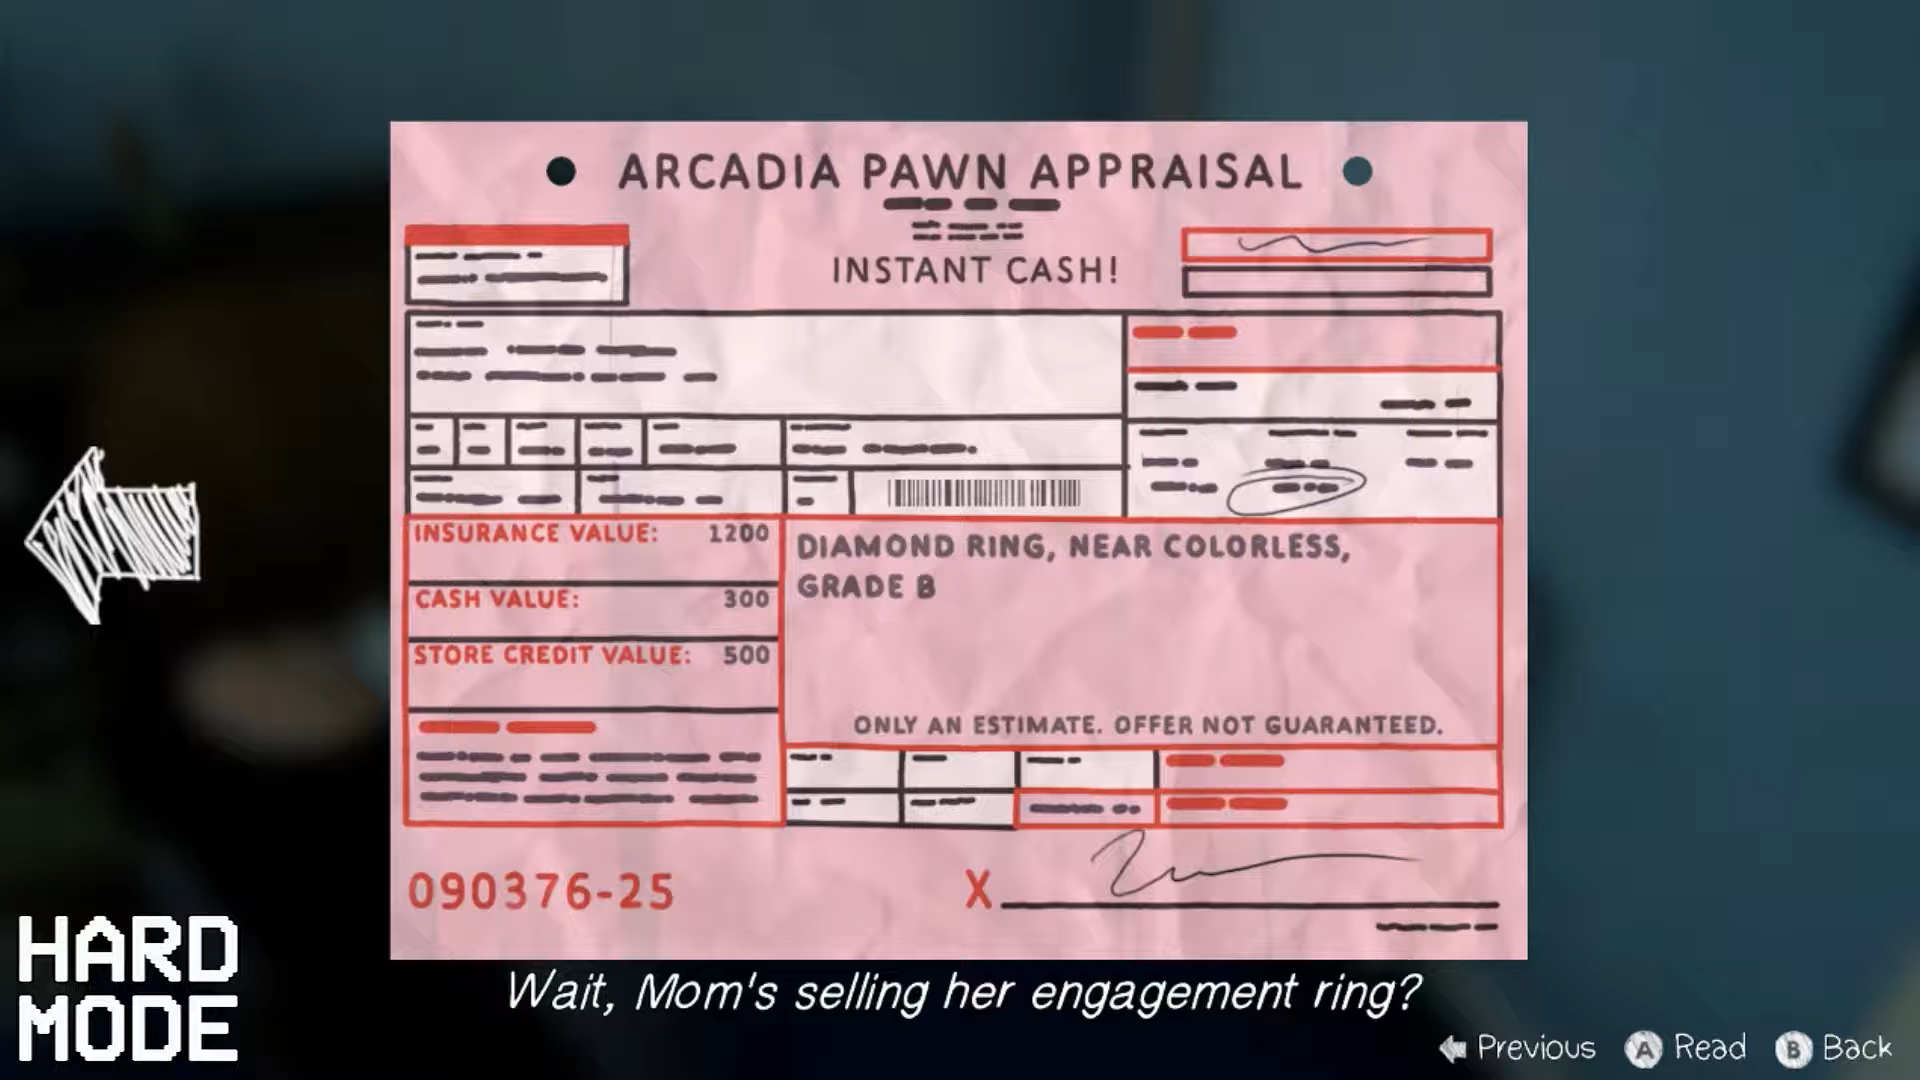 ARCADIA PAWN APPRAISAL
INSTANT CASH!
INSURANCE VALUE: 1200
CASH VALUE: 300
STORE CREDIT VALUE: 500
DIAMOND RING, NEAR COLORLESS,
GRADE B
ONLY AN ESTIMATE. OFFER NOT GUARANTEED.
090376-25
X
HARD
MODE
Wait, Mom's selling her engagement ring?
Previous A Read B Back